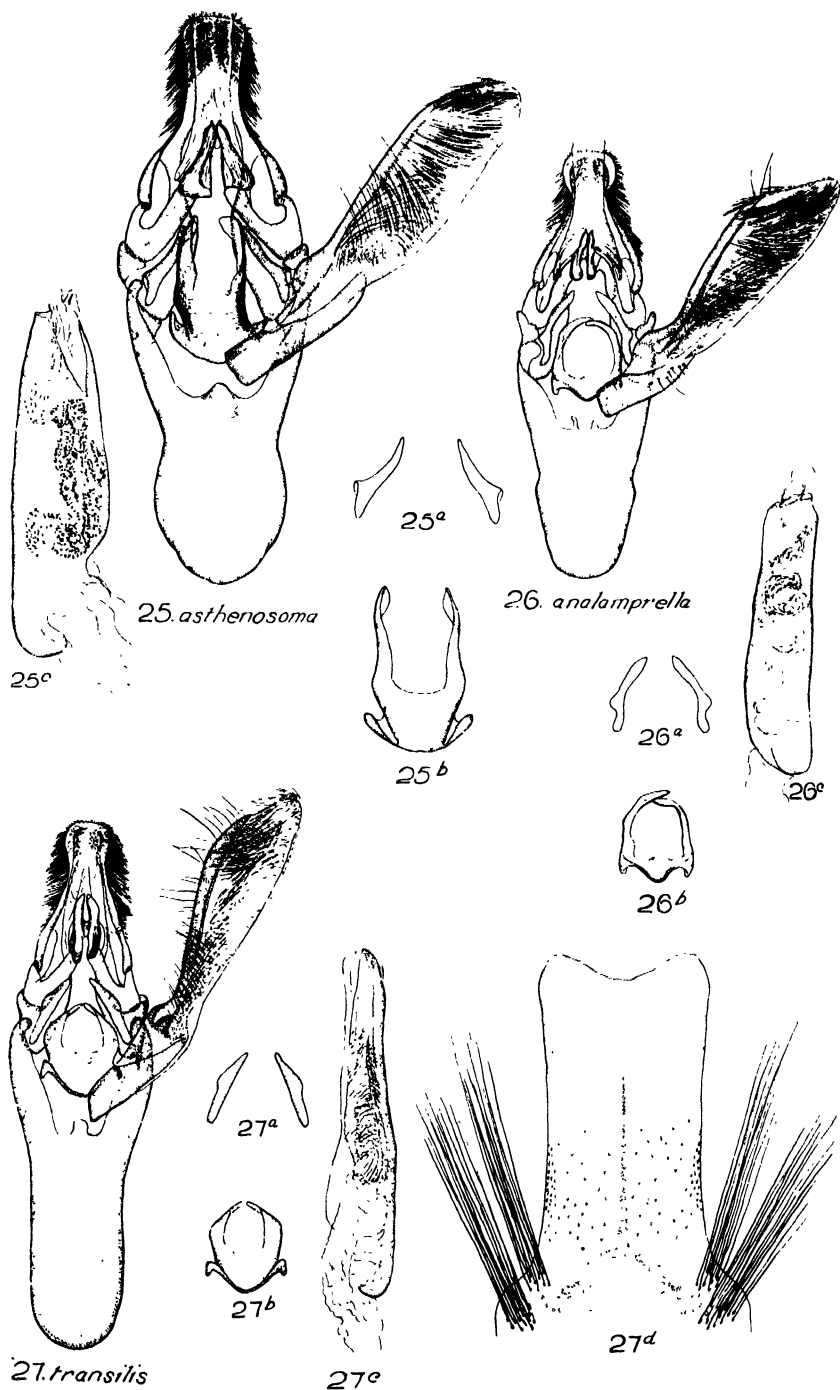 25ᵃ
25. asthenosoma
26. analamprella
25ᶜ
26ᵃ
25ᵇ
26ᶜ
26ᵇ
27ᵃ
27ᵇ
27ᵈ
27. transilis
27ᶜ